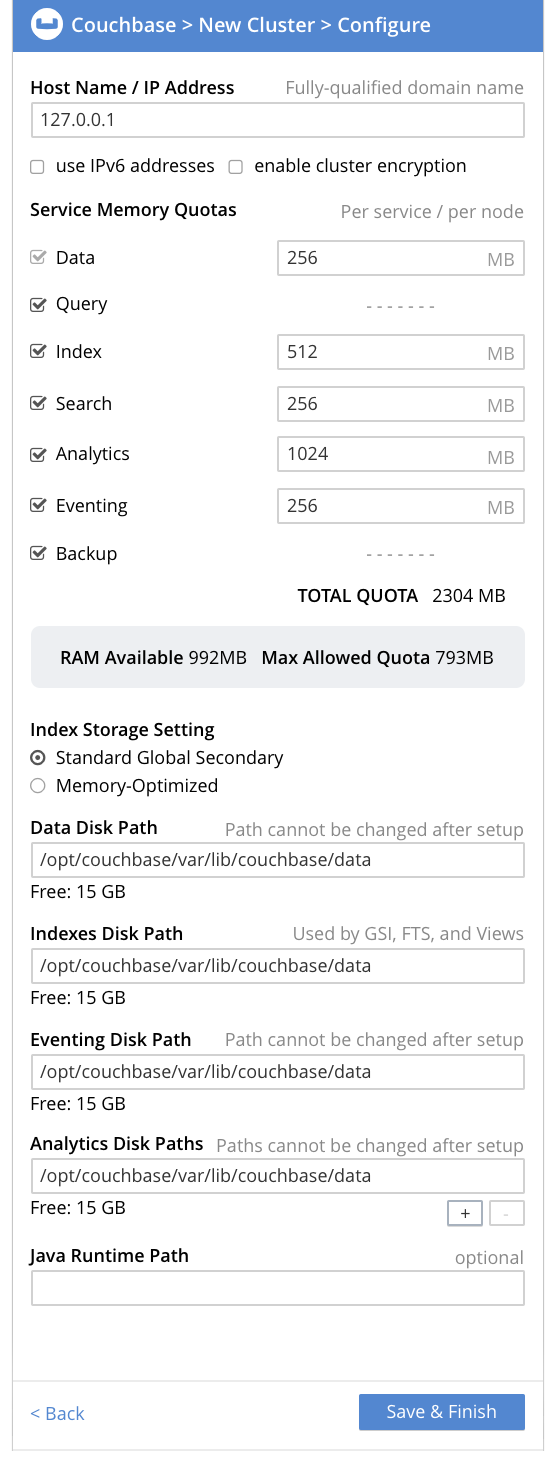 Couchbase > New Cluster > Configure
Host Name / IP Address Fully-qualified domain name
127.0.0.1
use IPv6 addresses enable cluster encryption
Service Memory Quotas Per service / per node
Data 256 MB
Query - - - - - - -
Index 512 MB
Search 256 MB
Analytics 1024 MB
Eventing 256 MB
Backup - - - - - - -
TOTAL QUOTA 2304 MB
RAM Available 992MB Max Allowed Quota 793MB
Index Storage Setting
Standard Global Secondary
Memory-Optimized
Data Disk Path Path cannot be changed after setup
/opt/couchbase/var/lib/couchbase/data
Free: 15 GB
Indexes Disk Path Used by GSI, FTS, and Views
/opt/couchbase/var/lib/couchbase/data
Free: 15 GB
Eventing Disk Path Path cannot be changed after setup
/opt/couchbase/var/lib/couchbase/data
Free: 15 GB
Analytics Disk Paths Paths cannot be changed after setup
/opt/couchbase/var/lib/couchbase/data
Free: 15 GB + -
Java Runtime Path optional
< Back Save & Finish